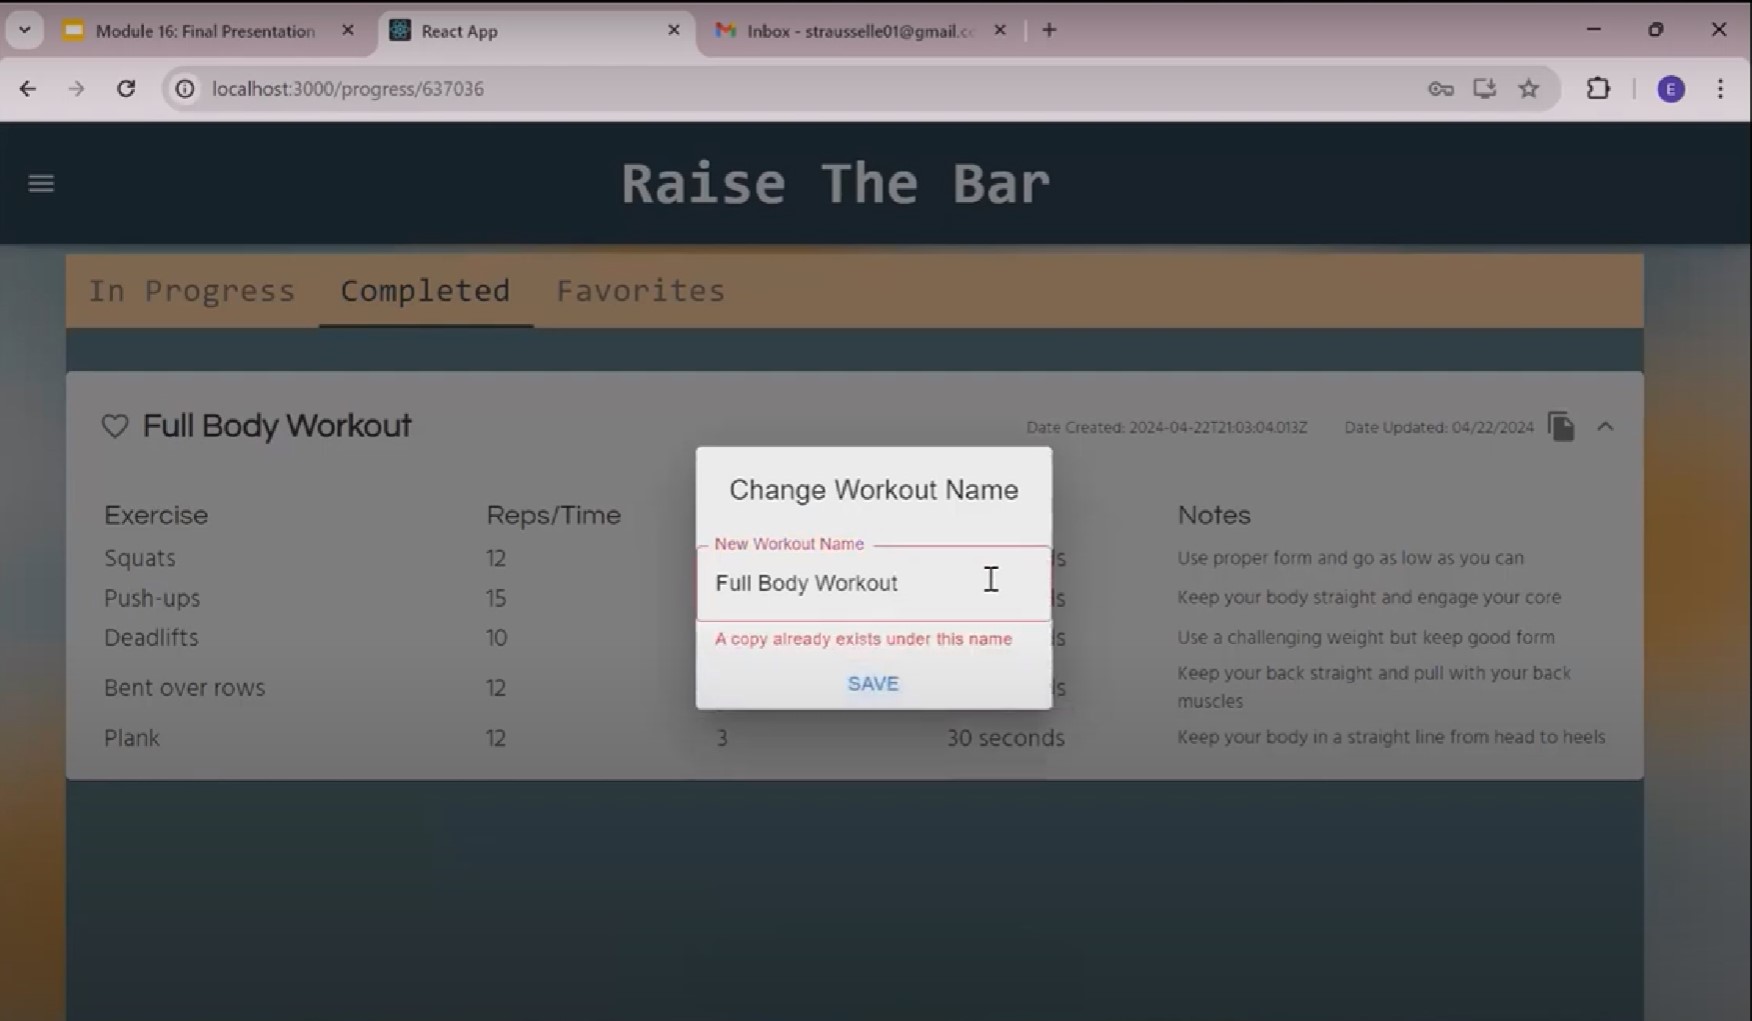 Module 16: Final Presentation
React App
Inbox - strausselle01@gmail.co
localhost:3000/progress/637036
E
Raise The Bar
In Progress Completed Favorites
Full Body Workout
Date Created: 2024-04-22T21:03:04.013Z Date Updated: 04/22/2024
Change Workout Name
New Workout Name
Full Body Workout
A copy already exists under this name
SAVE
Exercise Reps/Time Notes
Squats 12 Use proper form and go as low as you can
Push-ups 15 Keep your body straight and engage your core
Deadlifts 10 Use a challenging weight but keep good form
Bent over rows 12 Keep your back straight and pull with your back
muscles
Plank 12 3 30 seconds Keep your body in a straight line from head to heels